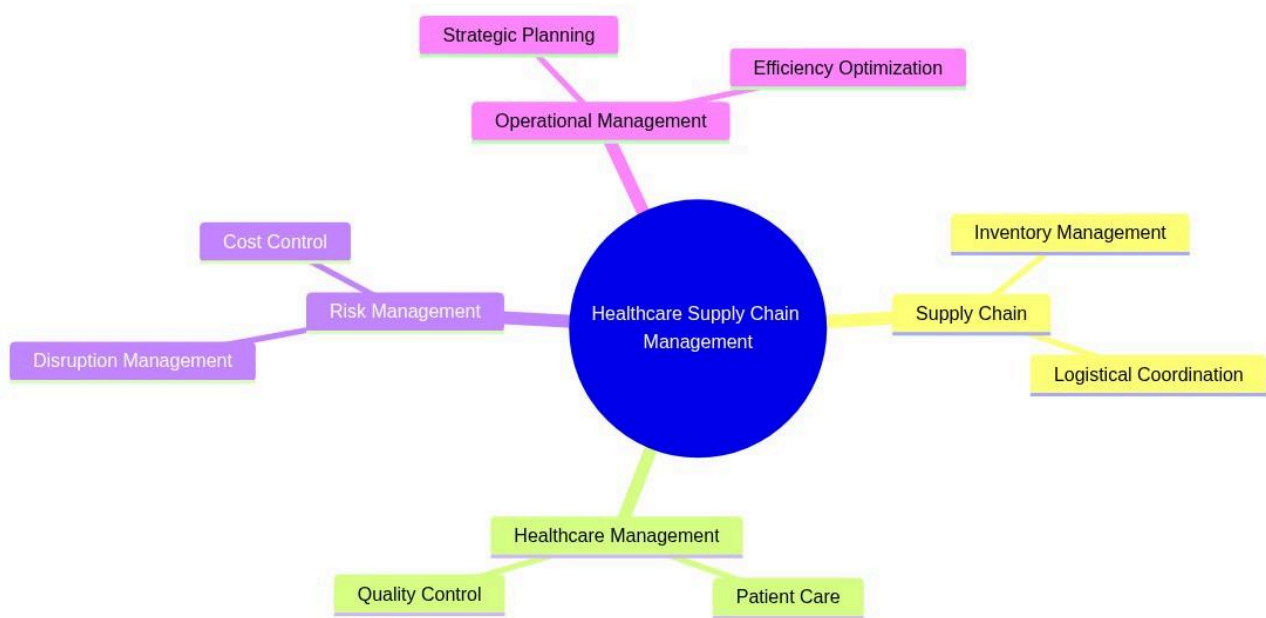 Strategic Planning
Efficiency Optimization
Operational Management
Inventory Management
Cost Control
Risk Management
Healthcare Supply Chain
Management
Supply Chain
Disruption Management
Logistical Coordination
Healthcare Management
Quality Control
Patient Care